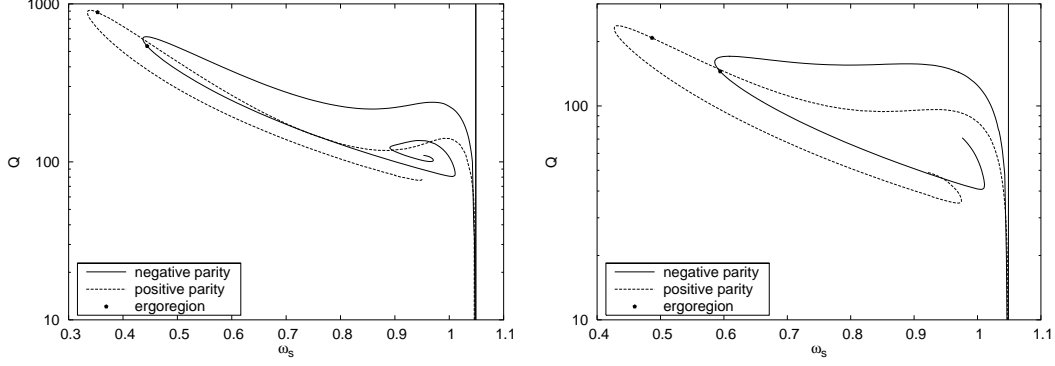 1000
100
10
Q
0.3 0.4 0.5 0.6 0.7 0.8 0.9 1 1.1
ω_s
negative parity
positive parity
ergoregion
100
10
Q
0.4 0.5 0.6 0.7 0.8 0.9 1 1.1
ω_s
negative parity
positive parity
ergoregion